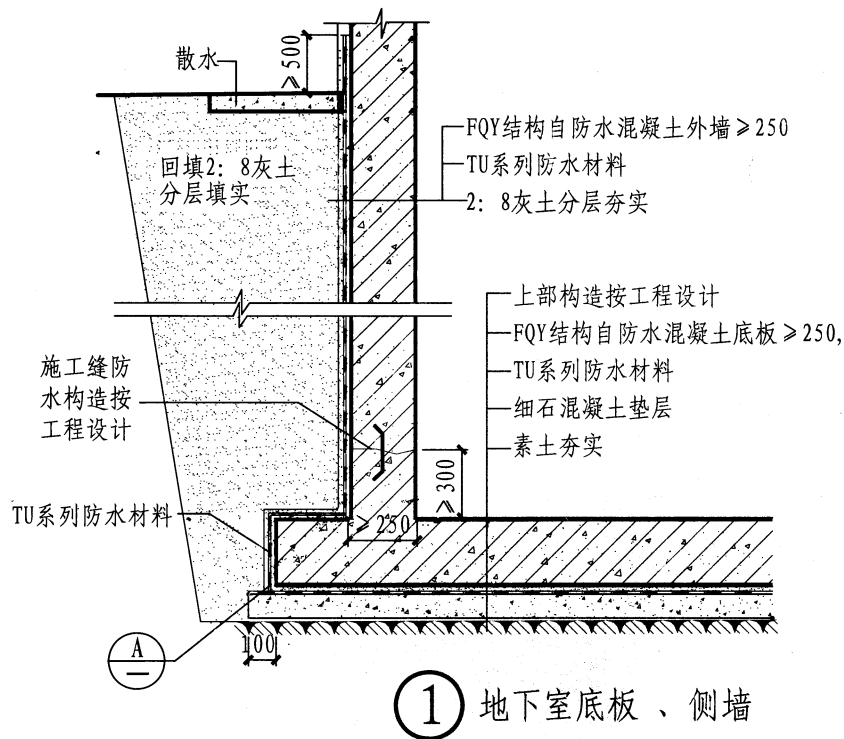 ≥500
散水
FQY结构自防水混凝土外墙≥250
TU系列防水材料
2：8灰土分层夯实
回填2：8灰土
分层填实
上部构造按工程设计
FQY结构自防水混凝土底板≥250,
TU系列防水材料
细石混凝土垫层
素土夯实
施工缝防
水构造按
工程设计
≥300
TU系列防水材料
≥250
100
A
1 地下室底板 、侧墙